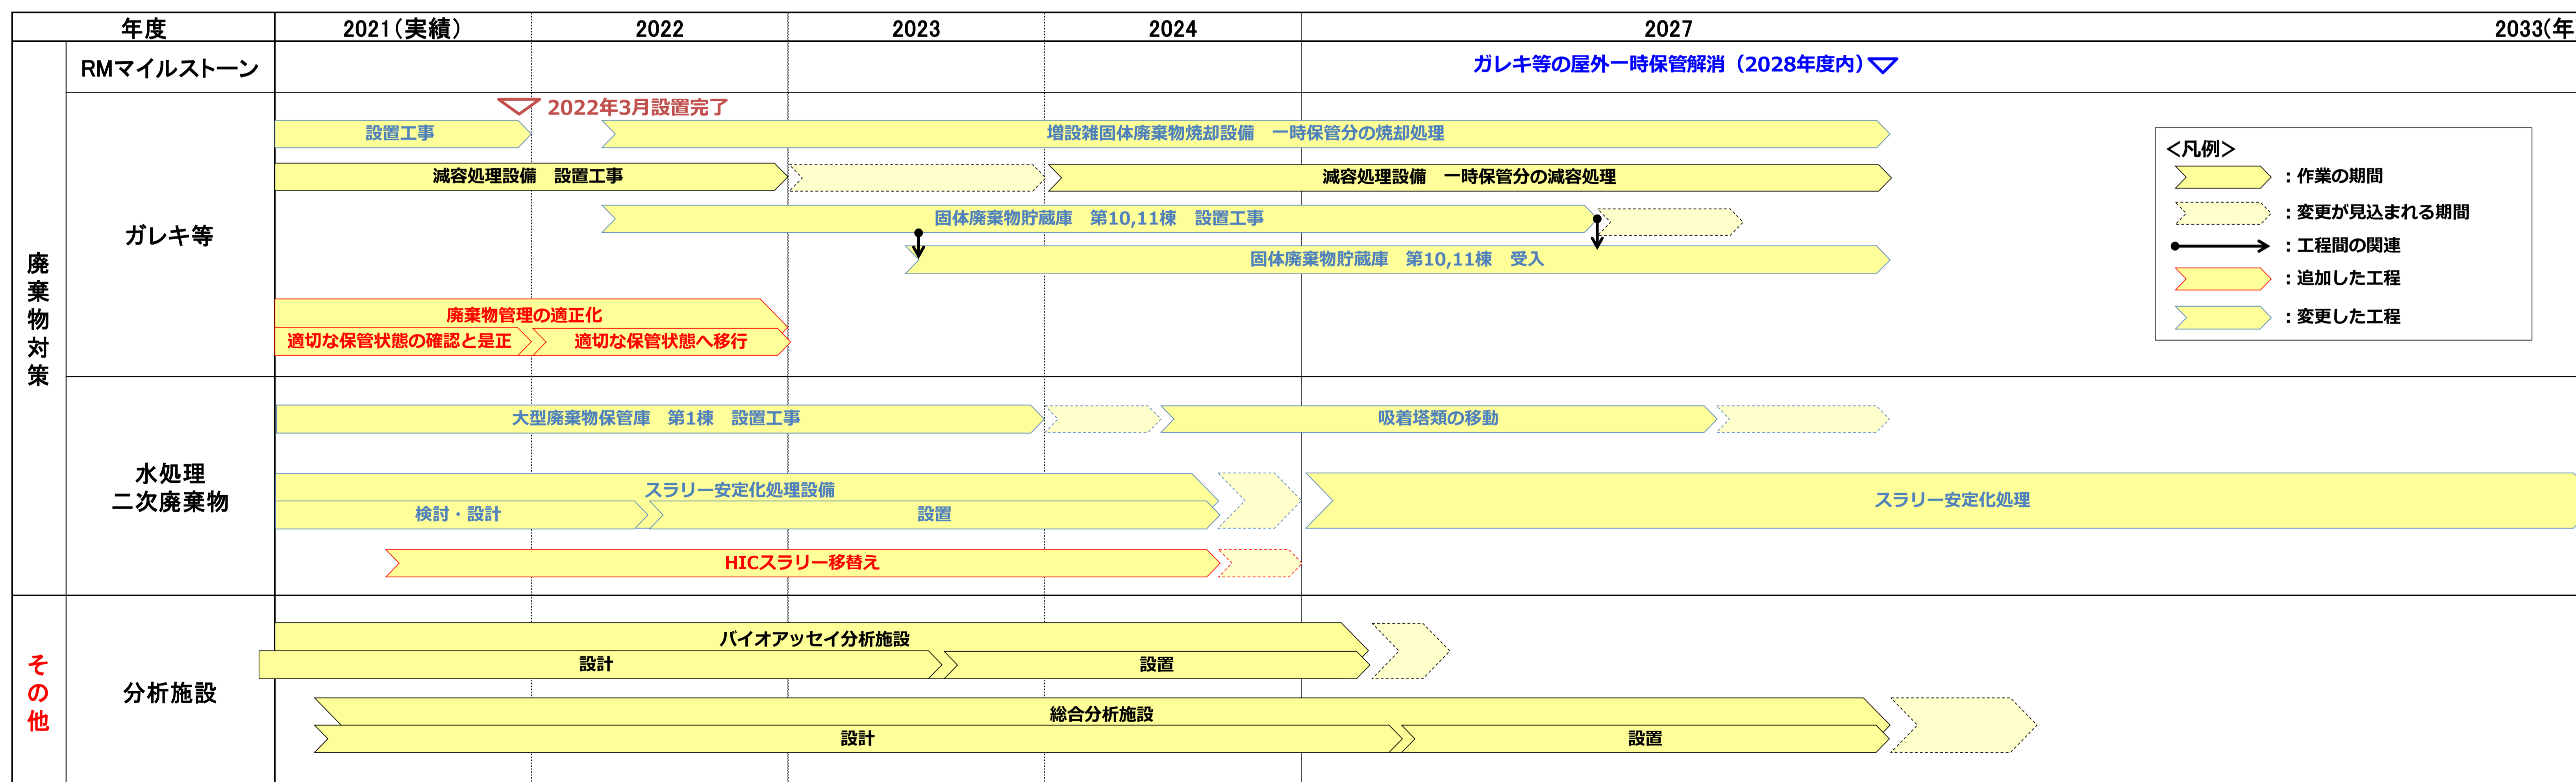 年度 2021（実績） 2022 2023 2024 2027 2033(年
廃棄物対策
RMマイルストーン
ガレキ等の屋外一時保管解消（2028年度内）
ガレキ等
2022年3月設置完了
設置工事
増設雑固体廃棄物焼却設備　一時保管分の焼却処理
減容処理設備　設置工事
減容処理設備　一時保管分の減容処理
固体廃棄物貯蔵庫　第10,11棟　設置工事
固体廃棄物貯蔵庫　第10,11棟　受入
廃棄物管理の適正化
適切な保管状態の確認と是正
適切な保管状態へ移行
＜凡例＞
：作業の期間
：変更が見込まれる期間
：工程間の関連
：追加した工程
：変更した工程
水処理
二次廃棄物
大型廃棄物保管庫　第1棟　設置工事
吸着塔類の移動
スラリー安定化処理設備
検討・設計
設置
スラリー安定化処理
HICスラリー移替え
その他
分析施設
バイオアッセイ分析施設
設計
設置
総合分析施設
設計
設置